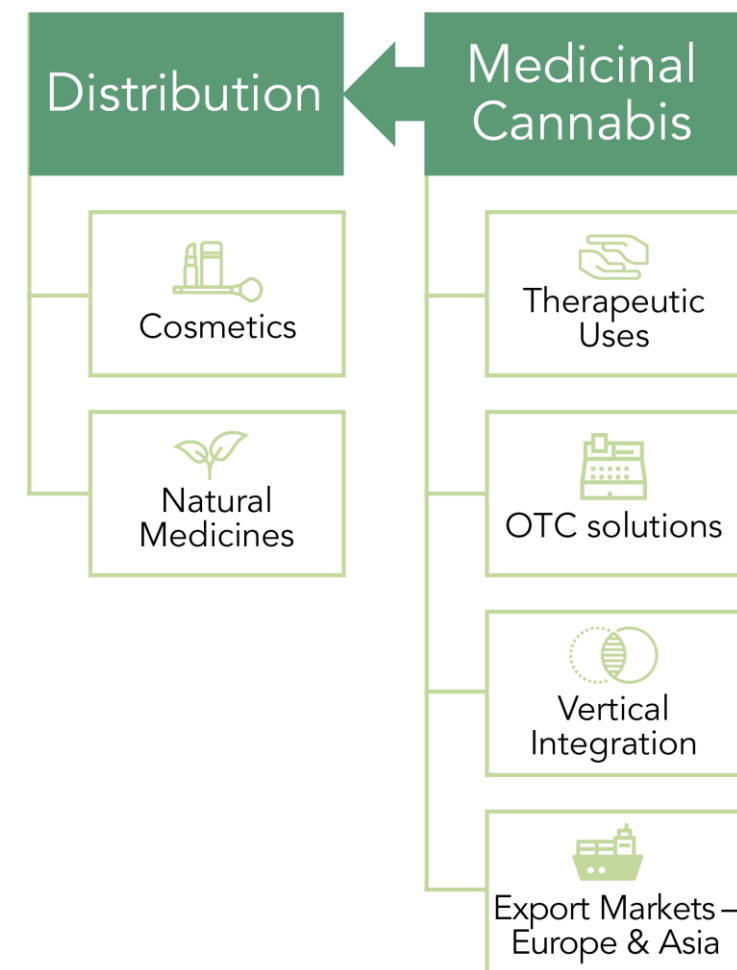 Distribution
Cosmetics
Natural
Medicines
Medicinal
Cannabis
Therapeutic
Uses
OTC solutions
Vertical
Integration
Export Markets –
Europe & Asia